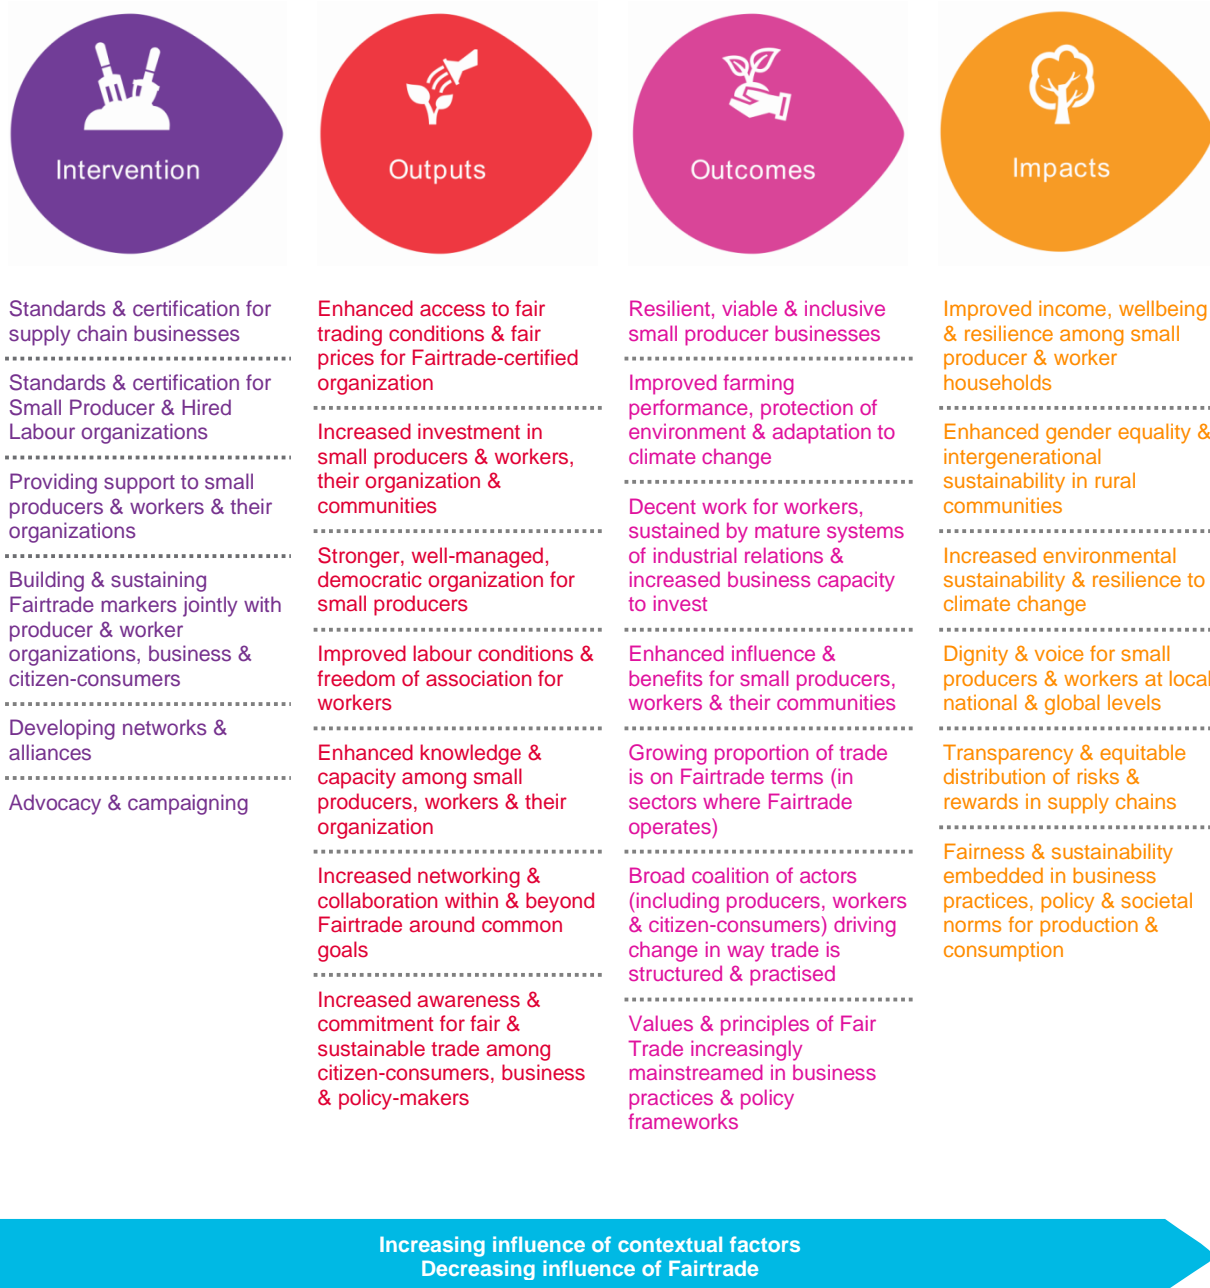 Intervention
Standards & certification for
supply chain businesses
Standards & certification for
Small Producer & Hired
Labour organizations
Providing support to small
producers & workers & their
organizations
Building & sustaining
Fairtrade markers jointly with
producer & worker
organizations, business &
citizen-consumers
Developing networks &
alliances
Advocacy & campaigning
Outputs
Enhanced access to fair
trading conditions & fair
prices for Fairtrade-certified
organization
Increased investment in
small producers & workers,
their organization &
communities
Stronger, well-managed,
democratic organization for
small producers
Improved labour conditions &
freedom of association for
workers
Enhanced knowledge &
capacity among small
producers, workers & their
organization
Increased networking &
collaboration within & beyond
Fairtrade around common
goals
Increased awareness &
commitment for fair &
sustainable trade among
citizen-consumers, business
& policy-makers
Outcomes
Resilient, viable & inclusive
small producer businesses
Improved farming
performance, protection of
environment & adaptation to
climate change
Decent work for workers,
sustained by mature systems
of industrial relations &
increased business capacity
to invest
Enhanced influence &
benefits for small producers,
workers & their communities
Growing proportion of trade
is on Fairtrade terms (in
sectors where Fairtrade
operates)
Broad coalition of actors
(including producers, workers
& citizen-consumers) driving
change in way trade is
structured & practised
Values & principles of Fair
Trade increasingly
mainstreamed in business
practices & policy
frameworks
Impacts
Improved income, wellbeing
& resilience among small
producer & worker
households
Enhanced gender equality &
intergenerational
sustainability in rural
communities
Increased environmental
sustainability & resilience to
climate change
Dignity & voice for small
producers & workers at local
national & global levels
Transparency & equitable
distribution of risks &
rewards in supply chains
Fairness & sustainability
embedded in business
practices, policy & societal
norms for production &
consumption
Increasing influence of contextual factors
Decreasing influence of Fairtrade